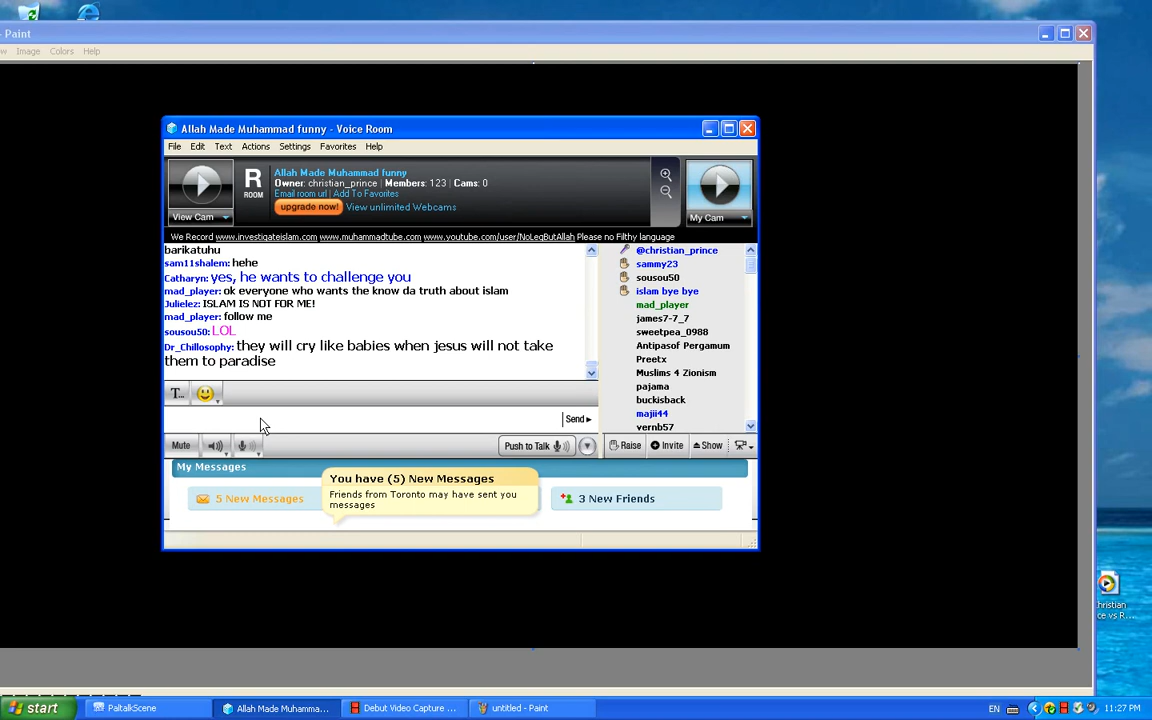 - Paint
w Image Colors Help
Allah Made Muhammad funny - Voice Room
File Edit Text Actions Settings Favorites Help
R
ROOM
Allah Made Muhammad funny
Owner: christian_prince | Members: 123 | Cams: 0
Email room url | Add To Favorites
upgrade now! View unlimited Webcams
View Cam
My Cam
We Record www.investigateislam.com www.muhammadtube.com www.youtube.com/user/NoLegButAllah Please no Filthy language
barikatuhu
sam11shalem: hehe
Catharyn: yes, he wants to challenge you
mad_player: ok everyone who wants the know da truth about islam
Julielez: ISLAM IS NOT FOR ME!
mad_player: follow me
sousou50: LOL
Dr_Chillosophy: they will cry like babies when jesus will not take
them to paradise
@christian_prince
sammy23
sousou50
islam bye bye
mad_player
james7-7_7
sweetpea_0988
Antipasof Pergamum
Preetx
Muslims 4 Zionism
pajama
buckisback
majii44
vernb57
T...
Send
Mute
Push to Talk
Raise Invite Show
My Messages
5 New Messages
You have (5) New Messages
Friends from Toronto may have sent you
messages
3 New Friends
hristian
ce vs R...
start PaltalkScene Allah Made Muhamma... Debut Video Capture ... untitled - Paint EN 11:27 PM